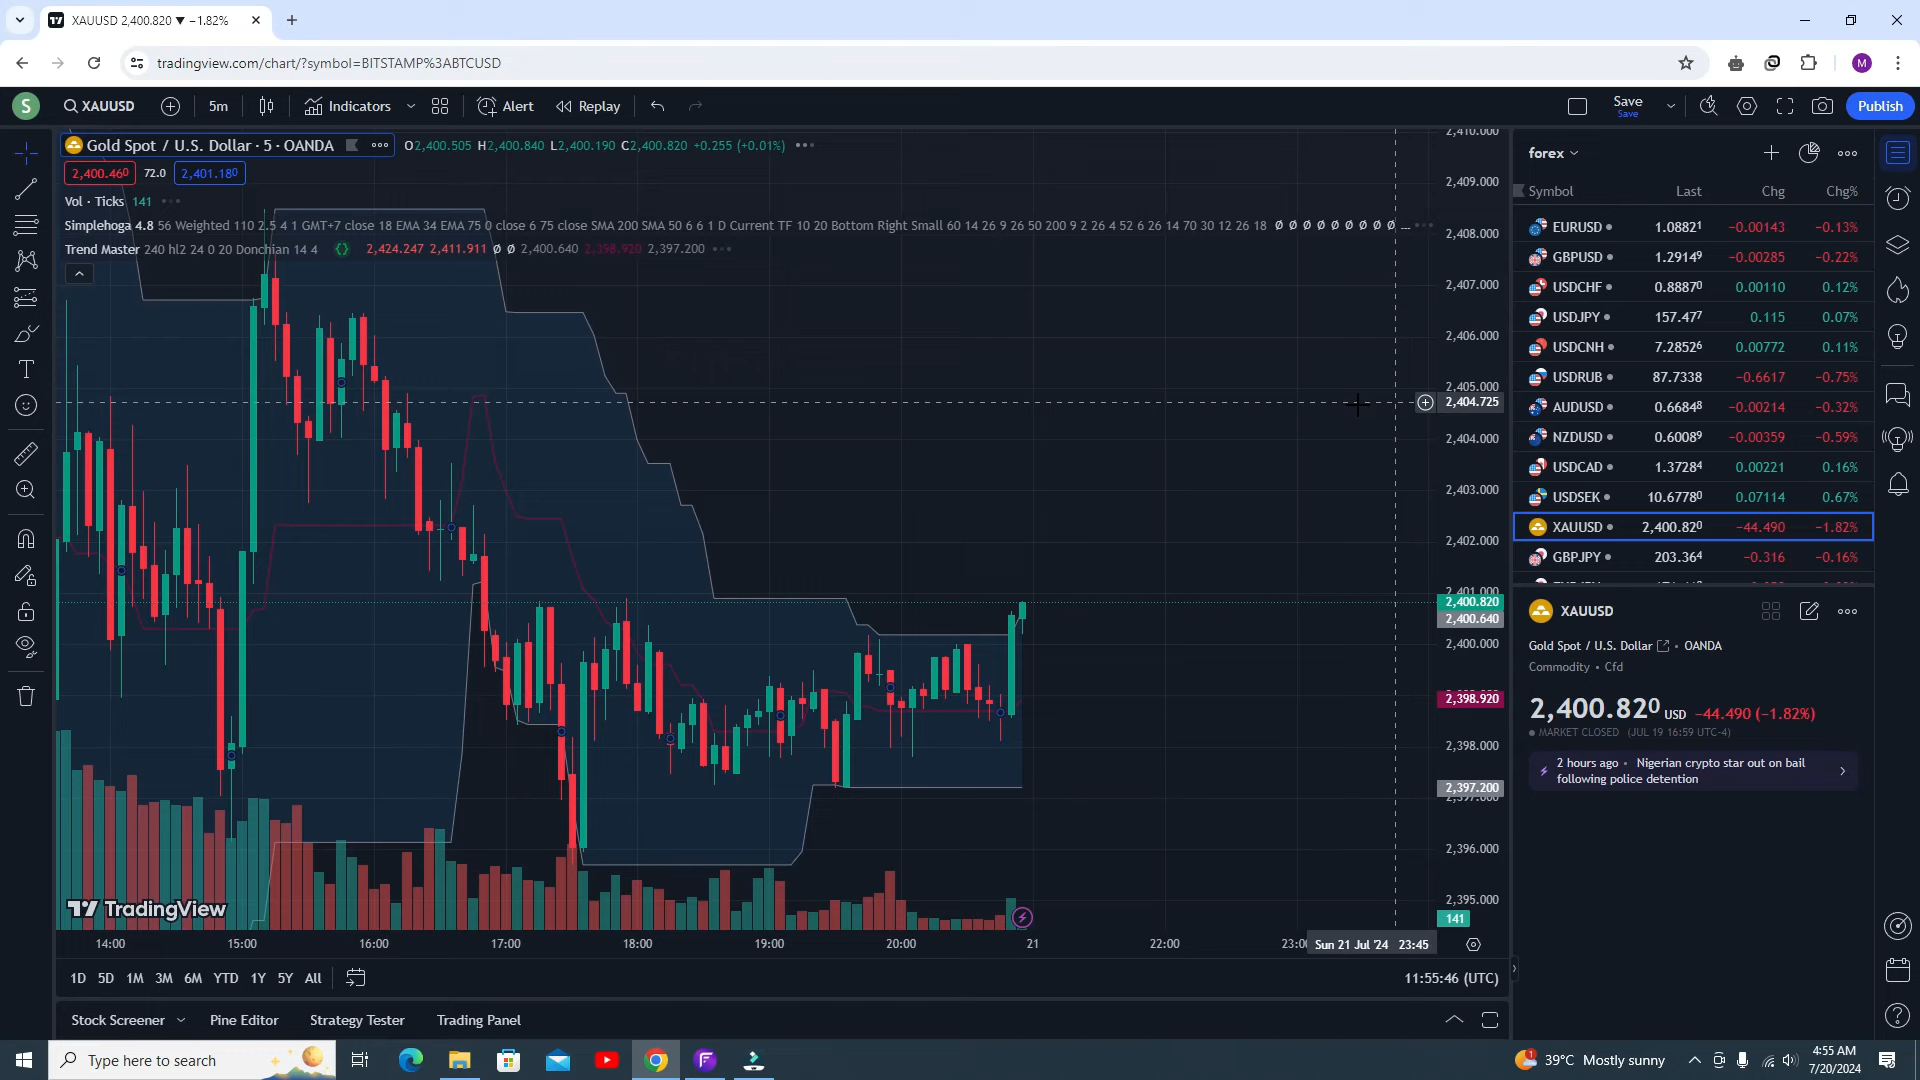 XAUUSD 2,400.820 ▼ −1.82%
tradingview.com/chart/?symbol=BITSTAMP%3ABTCUSD
M
S
XAUUSD
5m
Indicators
Alert
Replay
Save
Save
Publish
Gold Spot / U.S. Dollar · 5 · OANDA
O2,400.505 H2,400.840 L2,400.190 C2,400.820 +0.255 (+0.01%)
2,400.460
72.0
2,401.180
Vol · Ticks 141
Simplehoga 4.8 56 Weighted 110 2.5 4 1 GMT+7 close 18 EMA 34 EMA 75 0 close 6 75 close SMA 200 SMA 50 6 6 1 D Current TF 10 20 Bottom Right Small 60 14 26 9 26 50 200 9 2 26 4 52 6 26 14 70 30 12 26 18 Ø Ø Ø Ø Ø Ø Ø Ø Ø ...
Trend Master 240 hl2 24 0 20 Donchian 14 4 {} 2,424.247 2,411.911 Ø Ø 2,400.640 2,398.920 2,397.200
2,410.000
2,409.000
2,408.000
2,407.000
2,406.000
2,405.000
2,404.725
2,404.000
2,403.000
2,402.000
2,401.000
2,400.820
2,400.640
2,400.000
2,398.920
2,398.000
2,397.200
2,397.000
2,396.000
2,395.000
141
TradingView
14:00
15:00
16:00
17:00
18:00
19:00
20:00
21
22:00
23:00
Sun 21 Jul '24 23:45
1D 5D 1M 3M 6M YTD 1Y 5Y All
11:55:46 (UTC)
Stock Screener
Pine Editor
Strategy Tester
Trading Panel
forex
Symbol Last Chg Chg%
EURUSD 1.08821 −0.00143 −0.13%
GBPUSD 1.29149 −0.00285 −0.22%
USDCHF 0.88870 0.00110 0.12%
USDJPY 157.477 0.115 0.07%
USDCNH 7.28526 0.00772 0.11%
USDRUB 87.7338 −0.6617 −0.75%
AUDUSD 0.66848 −0.00214 −0.32%
NZDUSD 0.60089 −0.00359 −0.59%
USDCAD 1.37284 0.00221 0.16%
USDSEK 10.67780 0.07114 0.67%
XAUUSD 2,400.820 −44.490 −1.82%
GBPJPY 203.364 −0.316 −0.16%
XAUUSD
Gold Spot / U.S. Dollar • OANDA
Commodity • Cfd
2,400.820 USD −44.490 (−1.82%)
MARKET CLOSED (JUL 19 16:59 UTC-4)
2 hours ago • Nigerian crypto star out on bail
following police detention
Type here to search
39°C Mostly sunny
4:55 AM
7/20/2024